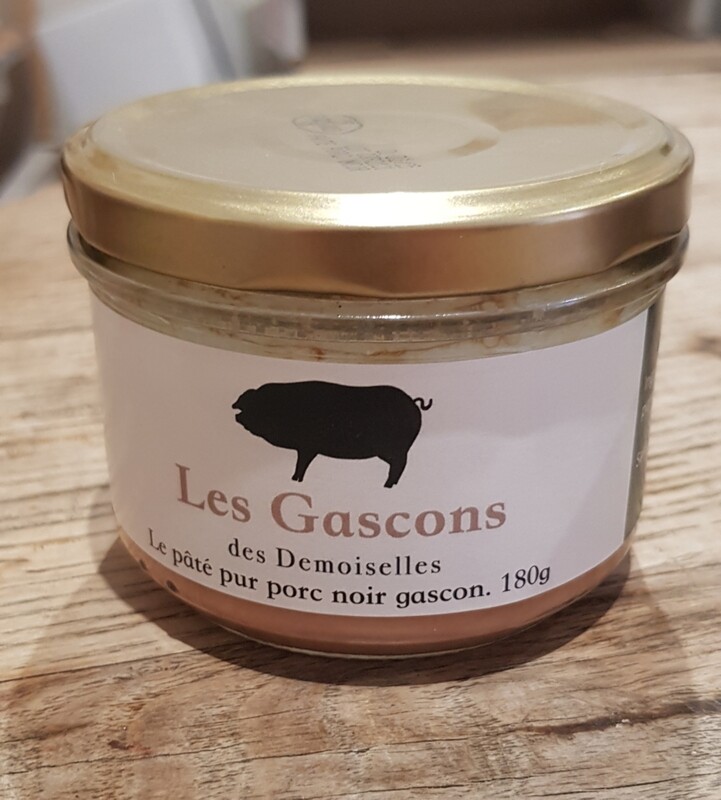 Les Gascons
des Demoiselles
Le pâté pur porc noir gascon. 180g